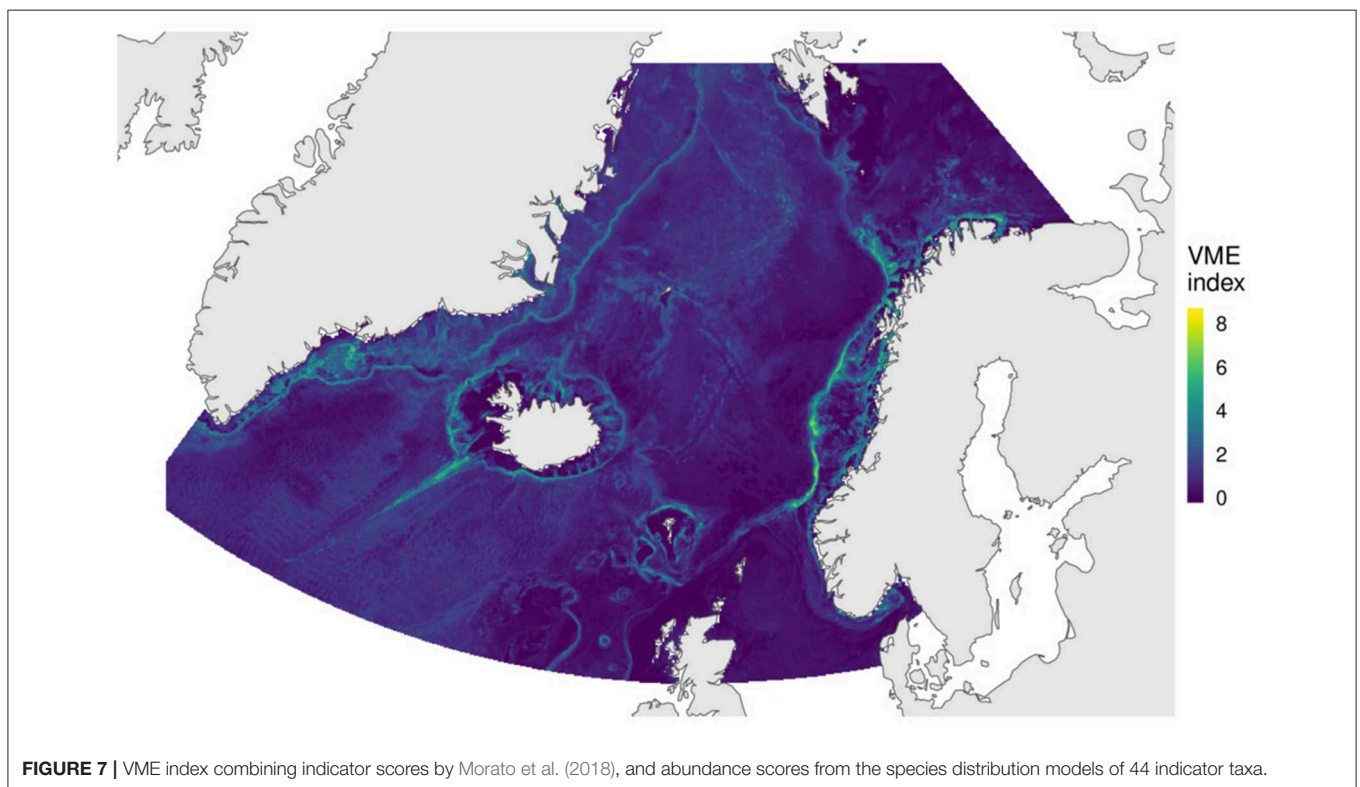 VME
index
8
6
4
2
0
FIGURE 7 | VME index combining indicator scores by Morato et al. (2018), and abundance scores from the species distribution models of 44 indicator taxa.